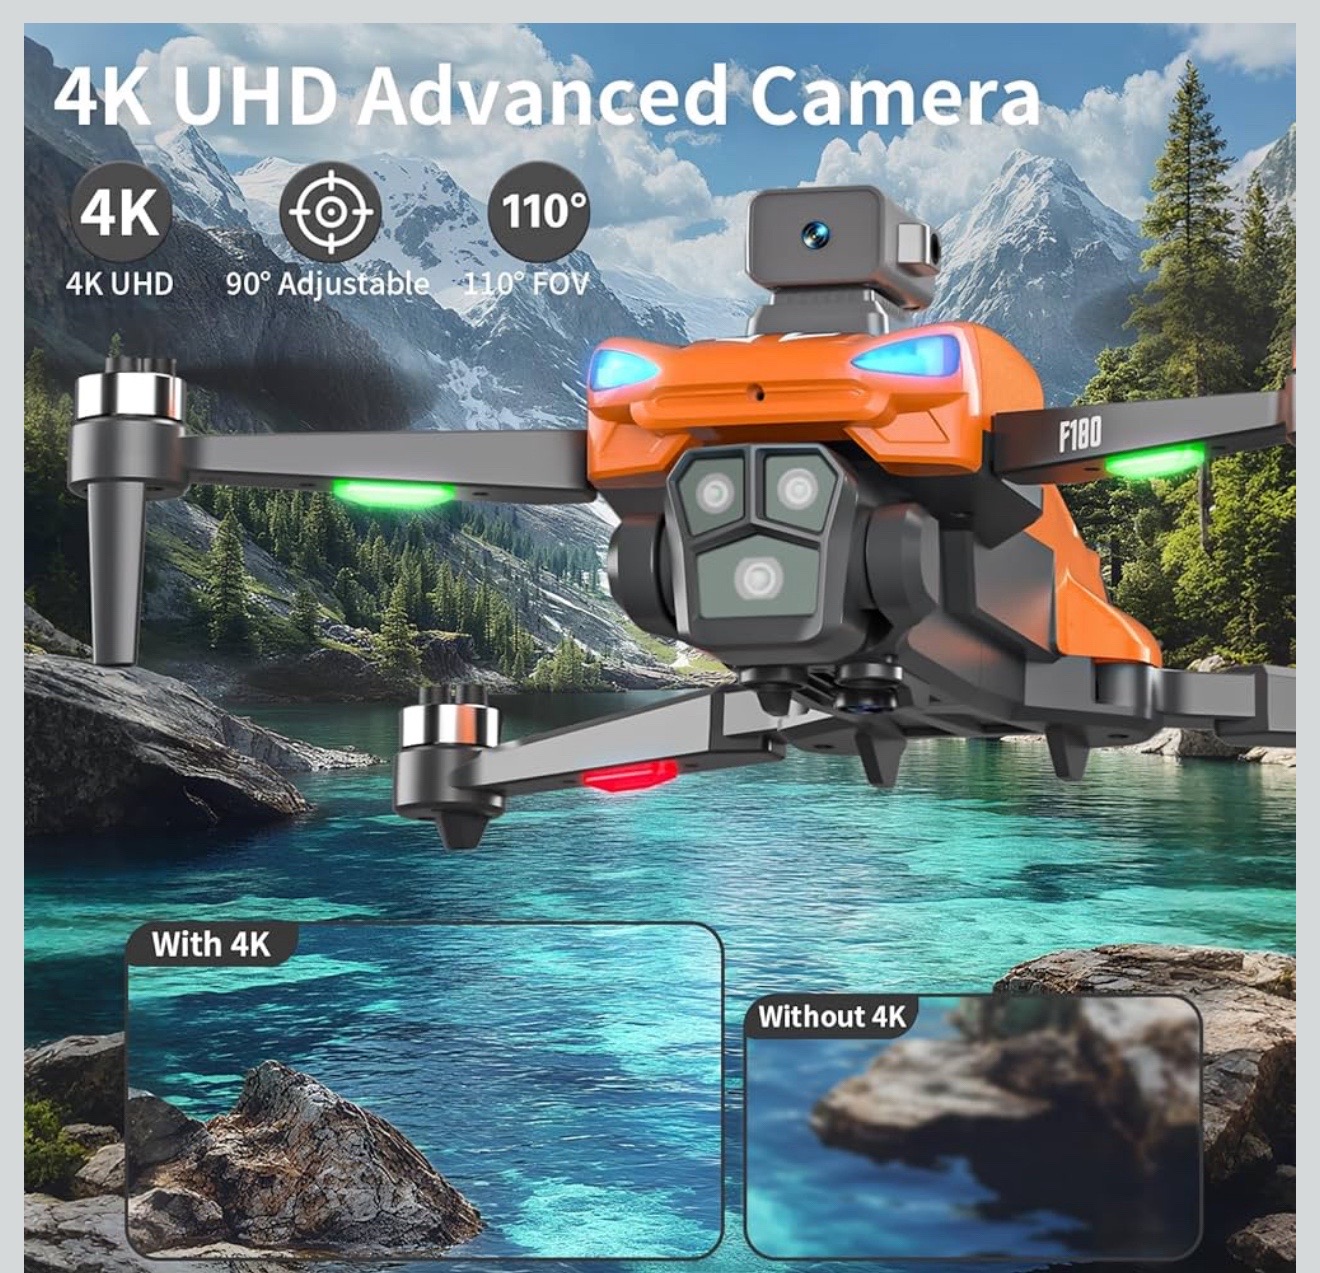 4K UHD Advanced Camera
4K
110°
4K UHD
90° Adjustable
110° FOV
F180
With 4K
Without 4K